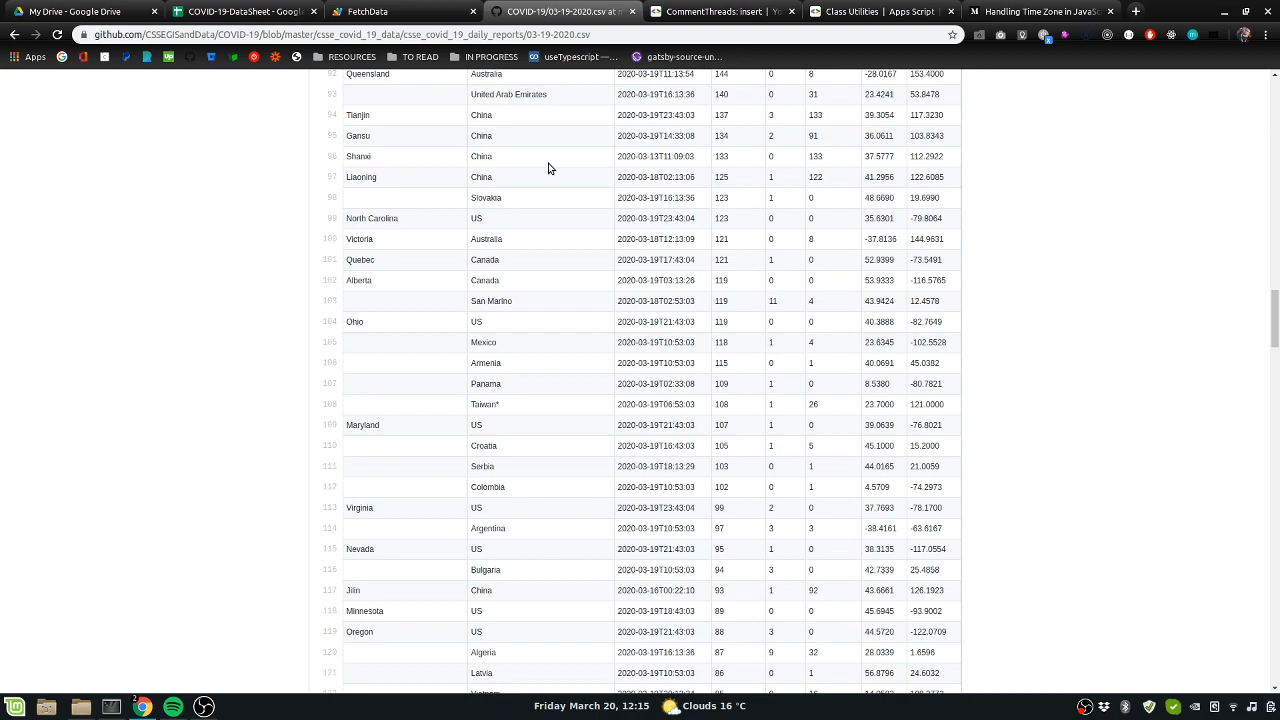 My Drive - Google Drive
COVID-19-DataSheet - Google
FetchData
COVID-19/03-19-2020.csv at m
CommentThreads: insert | Yo
Class Utilities | Apps Script
Handling Time Zone in JavaSc
github.com/CSSEGISandData/COVID-19/blob/master/csse_covid_19_data/csse_covid_19_daily_reports/03-19-2020.csv
Apps
RESOURCES
TO READ
IN PROGRESS
useTypescript —...
gatsby-source-un...
92 Queensland Australia 2020-03-19T11:13:54 144 0 8 -28.0167 153.4000
93 United Arab Emirates 2020-03-19T16:13:36 140 0 31 23.4241 53.8478
94 Tianjin China 2020-03-19T23:43:03 137 3 133 39.3054 117.3230
95 Gansu China 2020-03-19T14:33:08 134 2 91 36.0611 103.8343
96 Shanxi China 2020-03-13T11:09:03 133 0 133 37.5777 112.2922
97 Liaoning China 2020-03-18T02:13:06 125 1 122 41.2956 122.6085
98 Slovakia 2020-03-19T16:13:36 123 1 0 48.6690 19.6990
99 North Carolina US 2020-03-19T23:43:04 123 0 0 35.6301 -79.8064
100 Victoria Australia 2020-03-18T12:13:09 121 0 8 -37.8136 144.9631
101 Quebec Canada 2020-03-19T17:43:04 121 1 0 52.9399 -73.5491
102 Alberta Canada 2020-03-19T03:13:26 119 0 0 53.9333 -116.5765
103 San Marino 2020-03-18T02:53:03 119 11 4 43.9424 12.4578
104 Ohio US 2020-03-19T21:43:03 119 0 0 40.3888 -82.7649
105 Mexico 2020-03-19T10:53:03 118 1 4 23.6345 -102.5528
106 Armenia 2020-03-19T10:53:03 115 0 1 40.0691 45.0382
107 Panama 2020-03-19T02:33:08 109 1 0 8.5380 -80.7821
108 Taiwan* 2020-03-19T06:53:03 108 1 26 23.7000 121.0000
109 Maryland US 2020-03-19T21:43:03 107 1 0 39.0639 -76.8021
110 Croatia 2020-03-19T16:43:03 105 1 5 45.1000 15.2000
111 Serbia 2020-03-19T18:13:29 103 0 1 44.0165 21.0059
112 Colombia 2020-03-19T10:53:03 102 0 1 4.5709 -74.2973
113 Virginia US 2020-03-19T23:43:04 99 2 0 37.7693 -78.1700
114 Argentina 2020-03-19T10:53:03 97 3 3 -38.4161 -63.6167
115 Nevada US 2020-03-19T21:43:03 95 1 0 38.3135 -117.0554
116 Bulgaria 2020-03-19T10:53:03 94 3 0 42.7339 25.4858
117 Jilin China 2020-03-16T00:22:10 93 1 92 43.6661 126.1923
118 Minnesota US 2020-03-19T18:43:03 89 0 0 45.6945 -93.9002
119 Oregon US 2020-03-19T21:43:03 88 3 0 44.5720 -122.0709
120 Algeria 2020-03-19T16:13:36 87 9 32 28.0339 1.6596
121 Latvia 2020-03-19T10:53:03 86 0 1 56.8796 24.6032
2
Friday March 20, 12:15
Clouds 16 °C